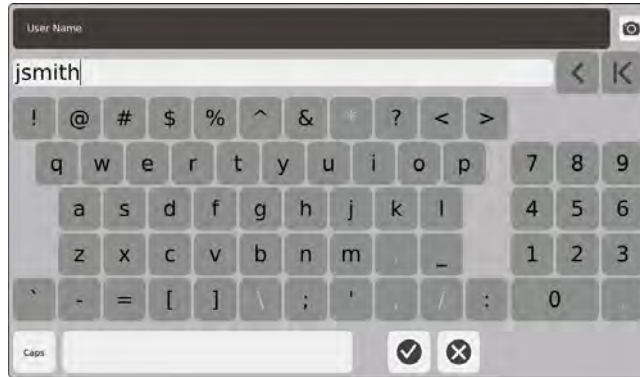 User Name
jsmith
! @ # $ % ^ & * ? < >
q w e r t y u i o p 7 8 9
a s d f g h j k l 4 5 6
z x c v b n m , _ 1 2 3
` - = [ ] \ ; ' , / : 0 .
Caps